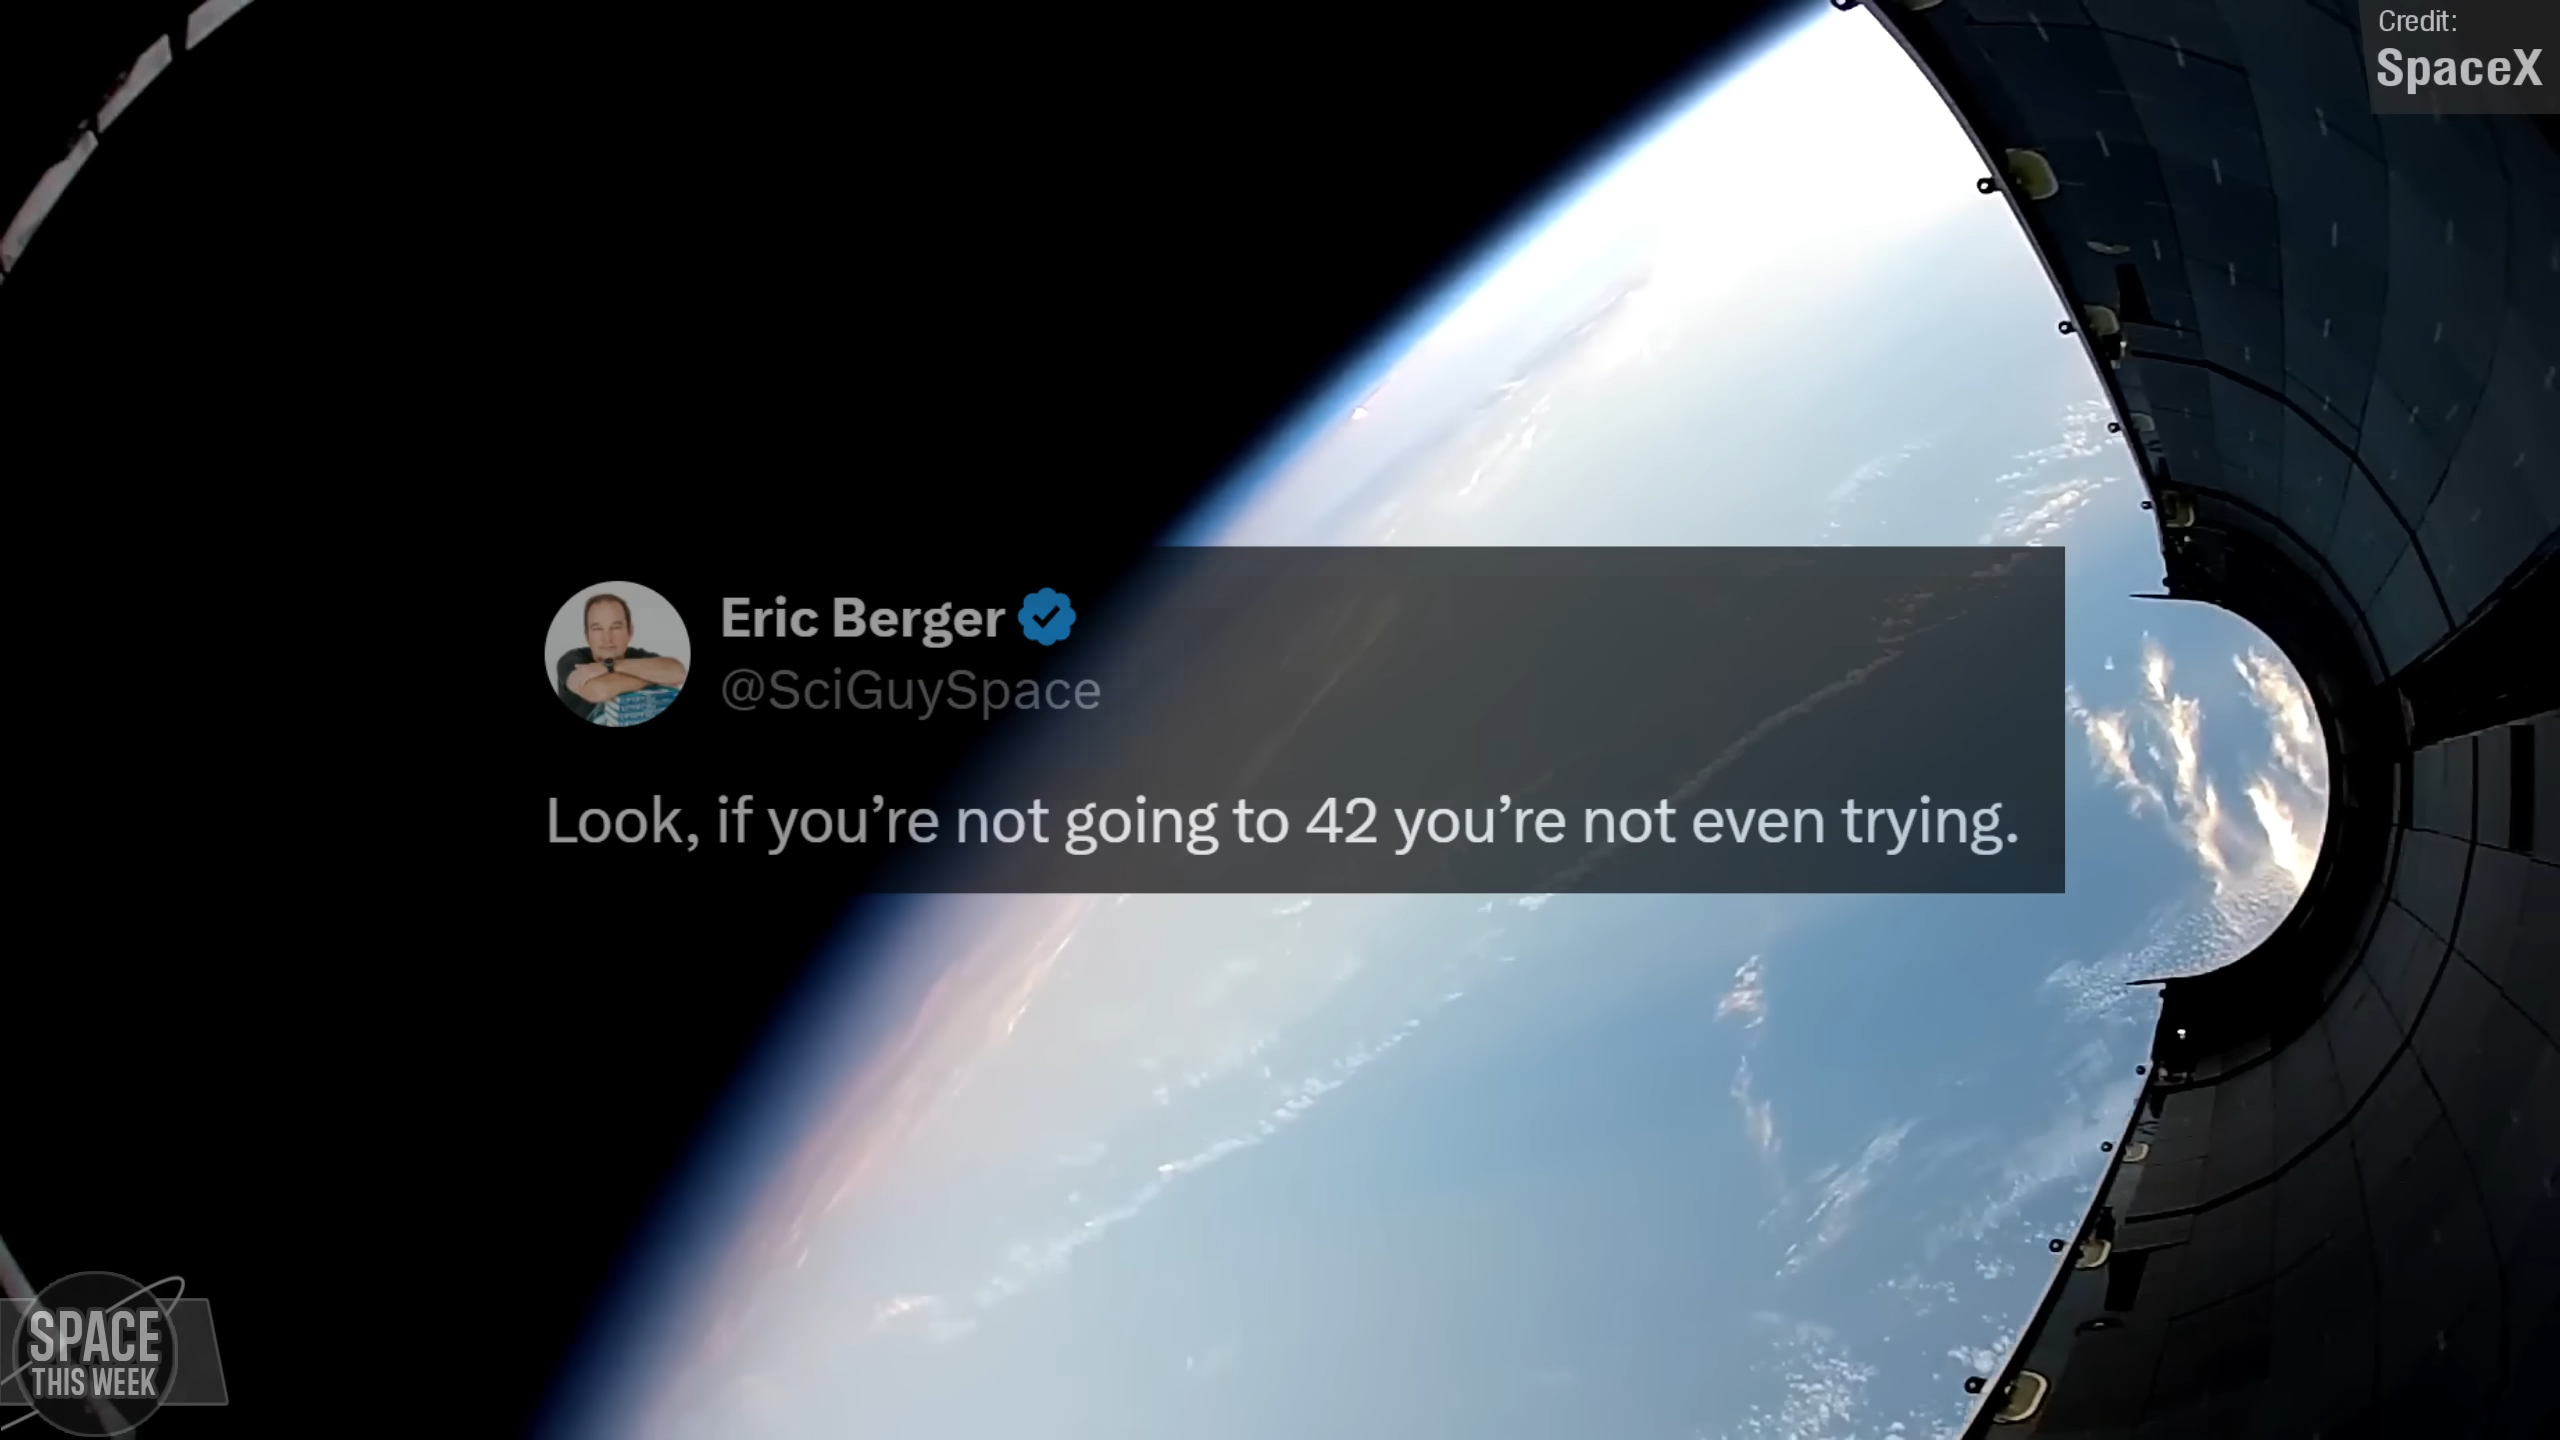 Credit:
SpaceX
Eric Berger
@SciGuySpace
Look, if you’re not going to 42 you’re not even trying.
SPACE
THIS WEEK